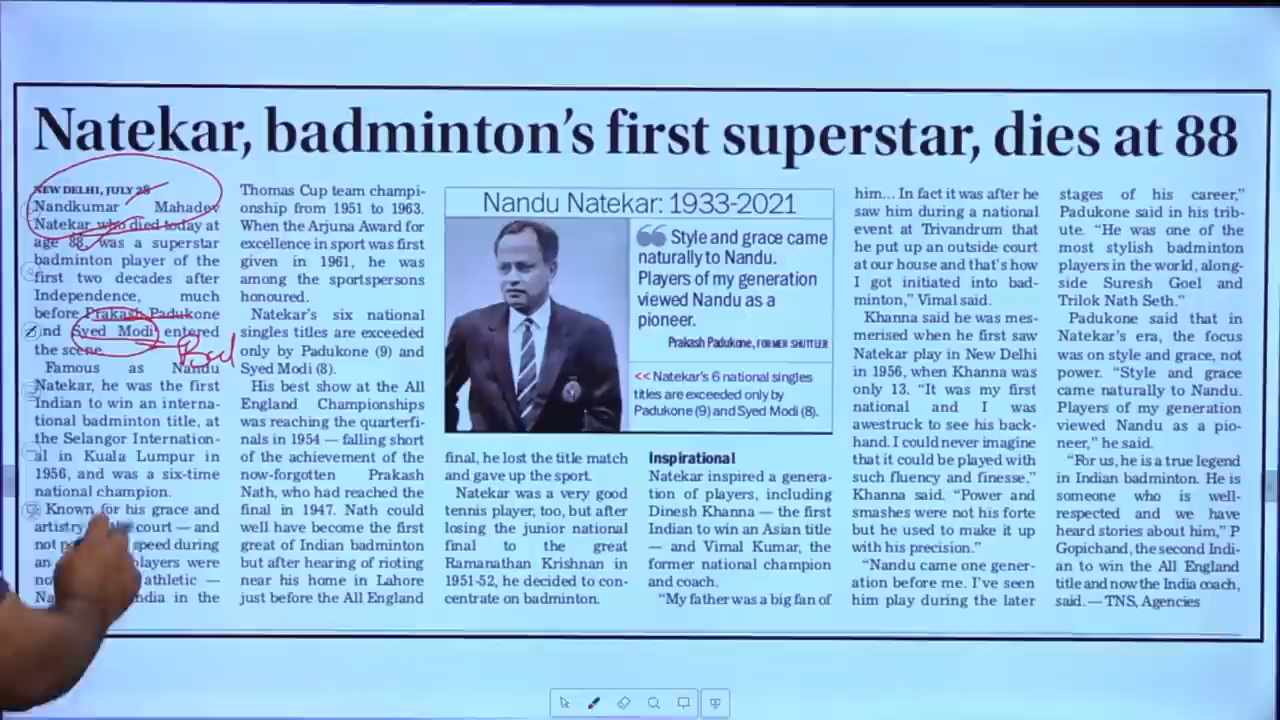 Natekar, badminton's first superstar, dies at 88
NEW DELHI, JULY 28
Nandkumar Mahadev
Natekar, who died today at
age 88, was a superstar
badminton player of the
first two decades after
Independence, much
before Prakash Padukone
and Syed Modi entered
the scene.
Famous as Nandu
Natekar, he was the first
Indian to win an interna-
tional badminton title, at
the Selangor Internation-
al in Kuala Lumpur in
1956, and was a six-time
national champion.
Known for his grace and
artistry court — and
not speed during
an players were
athletic —
India in the
Thomas Cup team champi-
onship from 1951 to 1963.
When the Arjuna Award for
excellence in sport was first
given in 1961, he was
among the sportspersons
honoured.
Natekar's six national
singles titles are exceeded
only by Padukone (9) and
Syed Modi (8).
His best show at the All
England Championships
was reaching the quarterfi-
nals in 1954 — falling short
of the achievement of the
now-forgotten Prakash
Nath, who had reached the
final in 1947. Nath could
well have become the first
great of Indian badminton
but after hearing of rioting
near his home in Lahore
just before the All England
Nandu Natekar: 1933-2021
Style and grace came
naturally to Nandu.
Players of my generation
viewed Nandu as a
pioneer.
Prakash Padukone, FORMER SHUTTLER
<< Natekar's 6 national singles
titles are exceeded only by
Padukone (9) and Syed Modi (8).
final, he lost the title match
and gave up the sport.
Natekar was a very good
tennis player, too, but after
losing the junior national
final to the great
Ramanathan Krishnan in
1951-52, he decided to con-
centrate on badminton.
Inspirational
Natekar inspired a genera-
tion of players, including
Dinesh Khanna — the first
Indian to win an Asian title
— and Vimal Kumar, the
former national champion
and coach.
"My father was a big fan of
him... In fact it was after he
saw him during a national
event at Trivandrum that
he put up an outside court
at our house and that's how
I got initiated into bad-
minton," Vimal said.
Khanna said he was mes-
merised when he first saw
Natekar play in New Delhi
in 1956, when Khanna was
only 13. "It was my first
national and I was
awestruck to see his back-
hand. I could never imagine
that it could be played with
such fluency and finesse,"
Khanna said. "Power and
smashes were not his forte
but he used to make it up
with his precision."
"Nandu came one gener-
ation before me. I've seen
him play during the later
stages of his career,"
Padukone said in his trib-
ute. "He was one of the
most stylish badminton
players in the world, along-
side Suresh Goel and
Trilok Nath Seth."
Padukone said that in
Natekar's era, the focus
was on style and grace, not
power. "Style and grace
came naturally to Nandu.
Players of my generation
viewed Nandu as a pio-
neer," he said.
"For us, he is a true legend
in Indian badminton. He is
someone who is well-
respected and we have
heard stories about him," P
Gopichand, the second Indi-
an to win the All England
title and now the India coach,
said. — TNS, Agencies